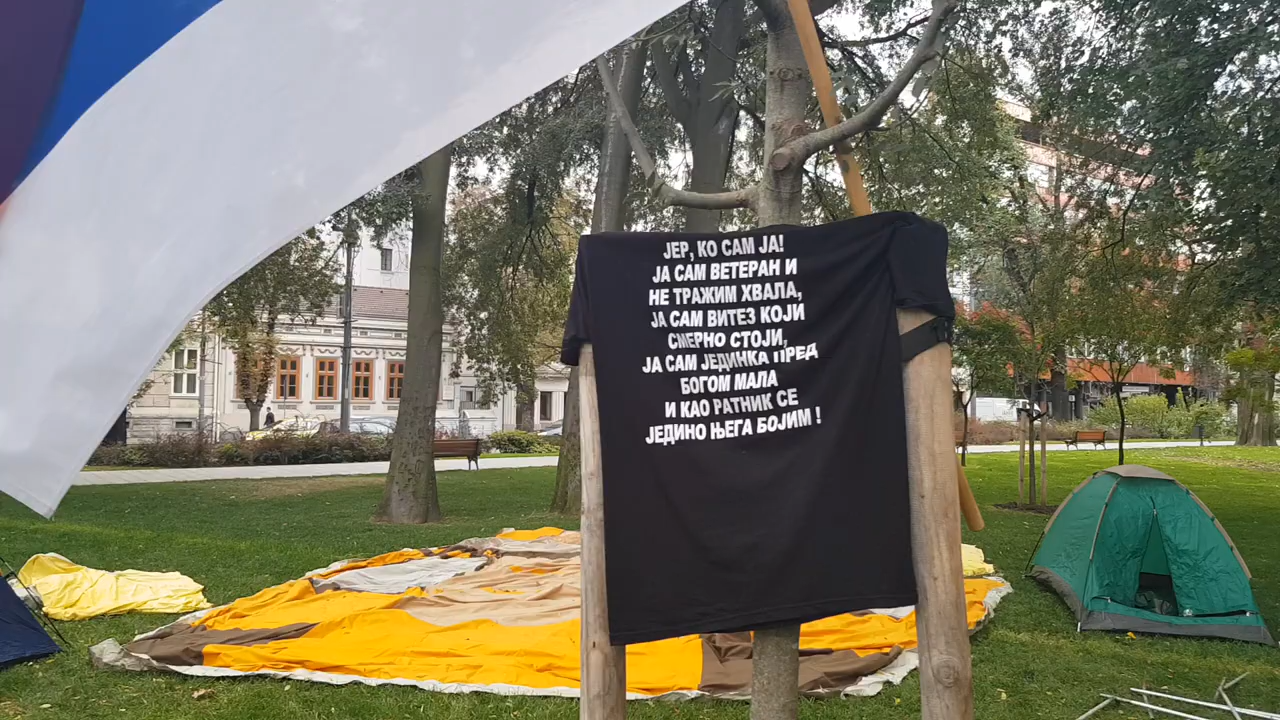 ЈЕР, КО САМ ЈА!
ЈА САМ ВЕТЕРАН И
НЕ ТРАЖИМ ХВАЛА,
ЈА САМ ВИТЕЗ КОЈИ
СМЕРНО СТОЈИ,
ЈА САМ ЈЕДИНКА ПРЕД
БОГОМ МАЛА
И КАО РАТНИК СЕ
ЈЕДИНО ЊЕГА БОЈИМ !